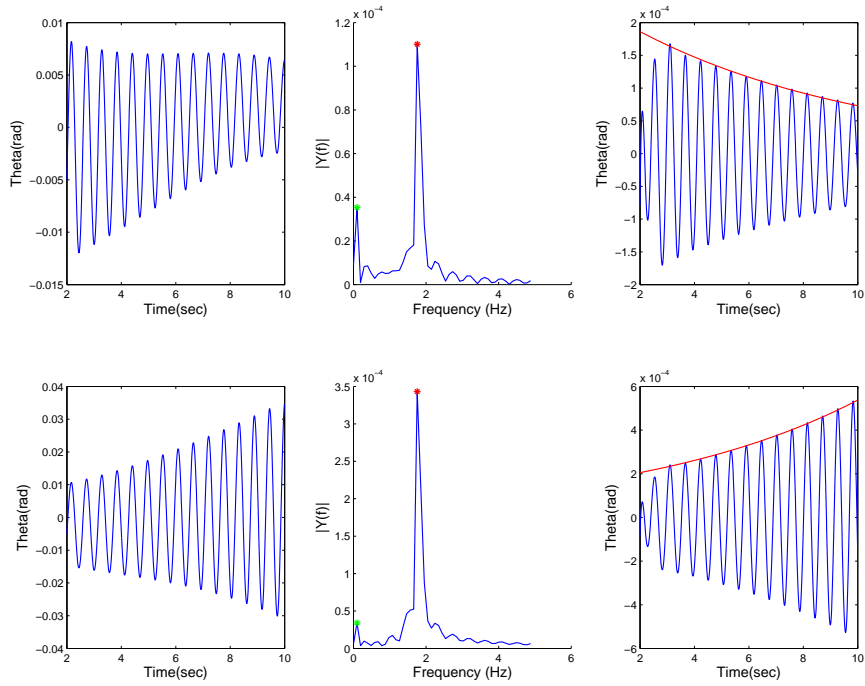 0.01
0.005
0
−0.005
−0.01
−0.015
2 4 6 8 10
Time(sec)
Theta(rad)
x 10⁻⁴
1.2
1
0.8
0.6
0.4
0.2
0
0 2 4 6
Frequency (Hz)
|Y(f)|
x 10⁻⁴
2
1.5
1
0.5
0
−0.5
−1
−1.5
−2
2 4 6 8 10
Time(sec)
Theta(rad)
0.04
0.03
0.02
0.01
0
−0.01
−0.02
−0.03
−0.04
2 4 6 8 10
Time(sec)
Theta(rad)
x 10⁻⁴
3.5
3
2.5
2
1.5
1
0.5
0
0 2 4 6
Frequency (Hz)
|Y(f)|
x 10⁻⁴
6
4
2
0
−2
−4
−6
2 4 6 8 10
Time(sec)
Theta(rad)